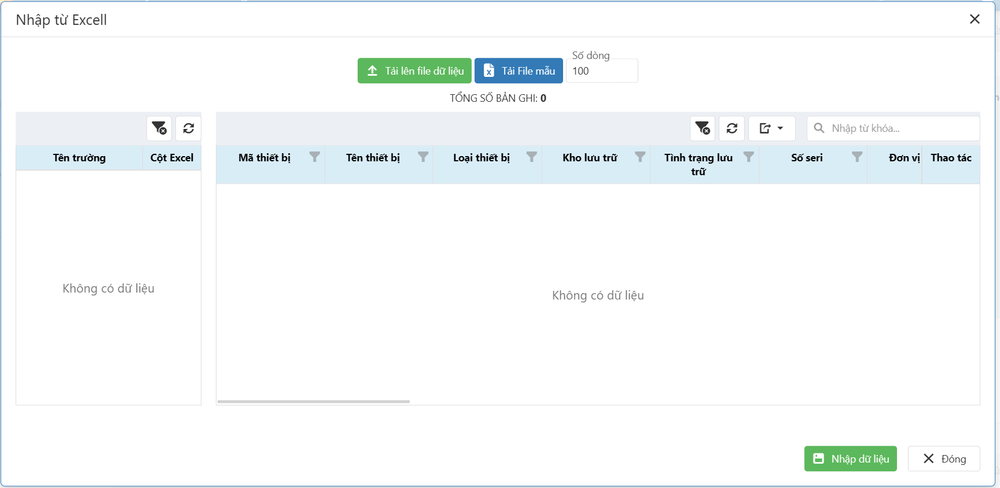 Nhập từ Excell
Số dòng
Tải lên file dữ liệu
Tải File mẫu
100
TỔNG SỐ BẢN GHI: 0
Nhập từ khóa...
Tên trường
Cột Excel
Mã thiết bị
Tên thiết bị
Loại thiết bị
Kho lưu trữ
Tình trạng lưu
trữ
Số seri
Đơn vị
Thao tác
Không có dữ liệu
Không có dữ liệu
Nhập dữ liệu
Đóng